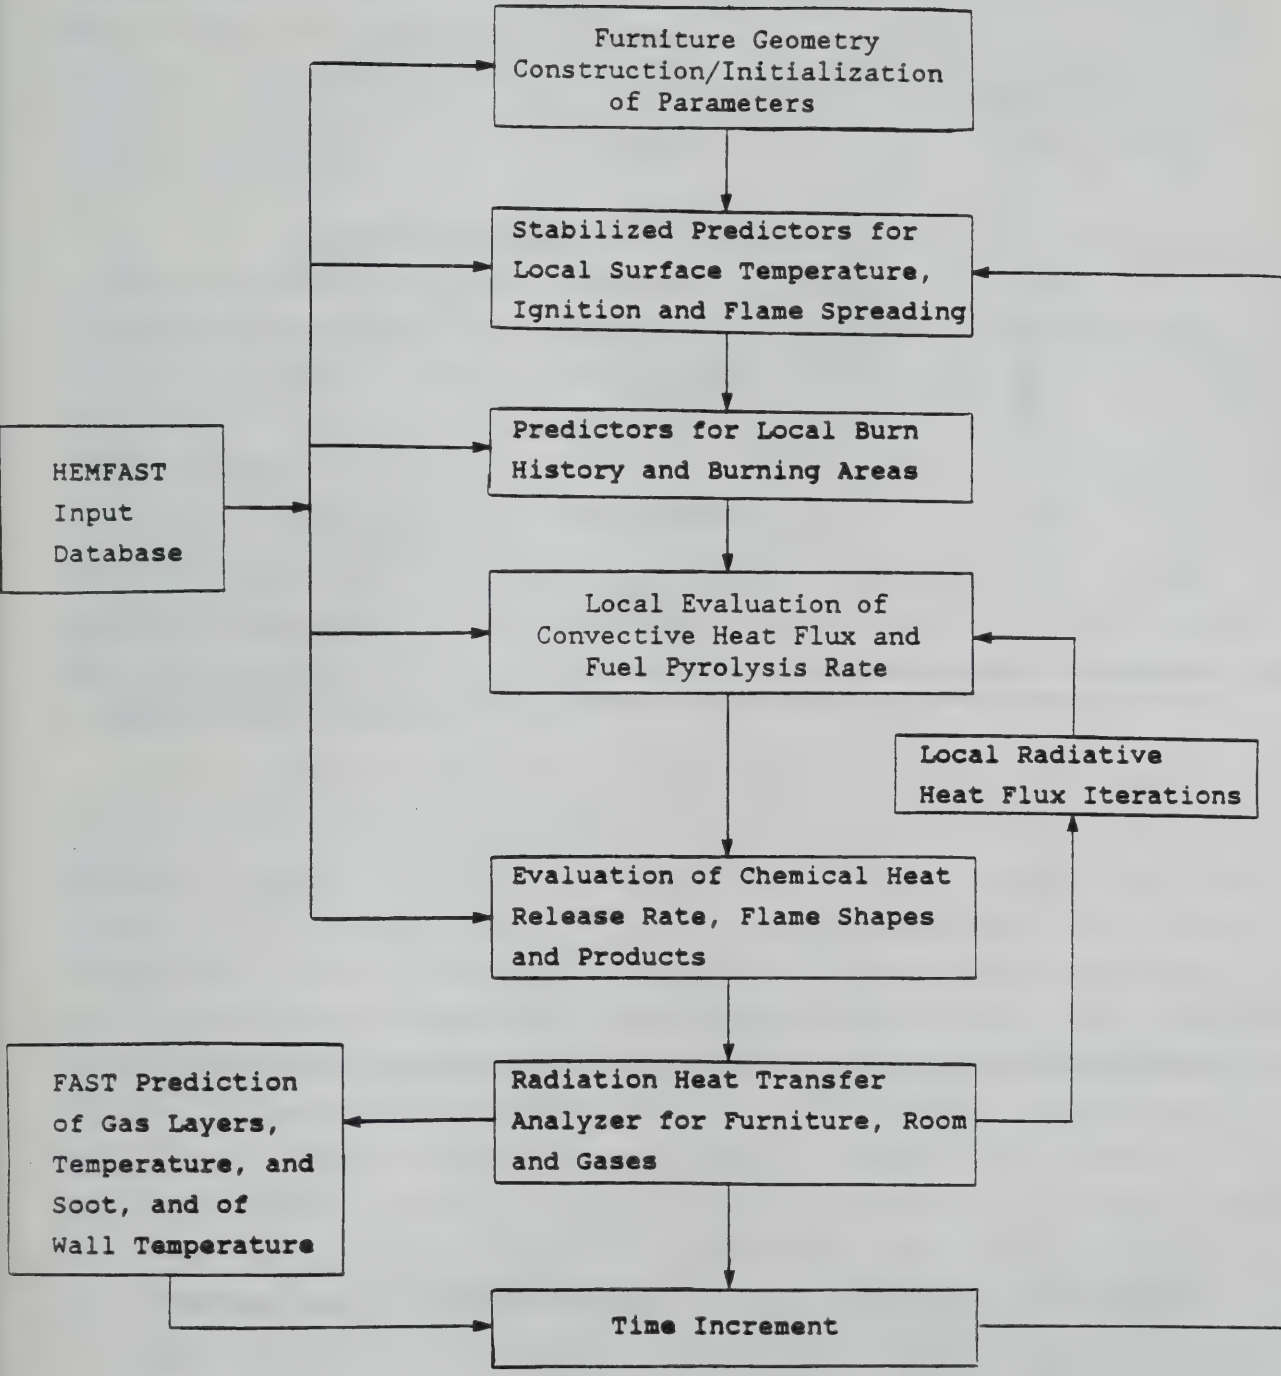 Furniture Geometry
Construction/Initialization
of Parameters
Stabilized Predictors for
Local Surface Temperature,
Ignition and Flame Spreading
Predictors for Local Burn
History and Burning Areas
HEMFAST
Input
Database
Local Evaluation of
Convective Heat Flux and
Fuel Pyrolysis Rate
Local Radiative
Heat Flux Iterations
Evaluation of Chemical Heat
Release Rate, Flame Shapes
and Products
FAST Prediction
of Gas Layers,
Temperature, and
Soot, and of
Wall Temperature
Radiation Heat Transfer
Analyzer for Furniture, Room
and Gases
Time Increment